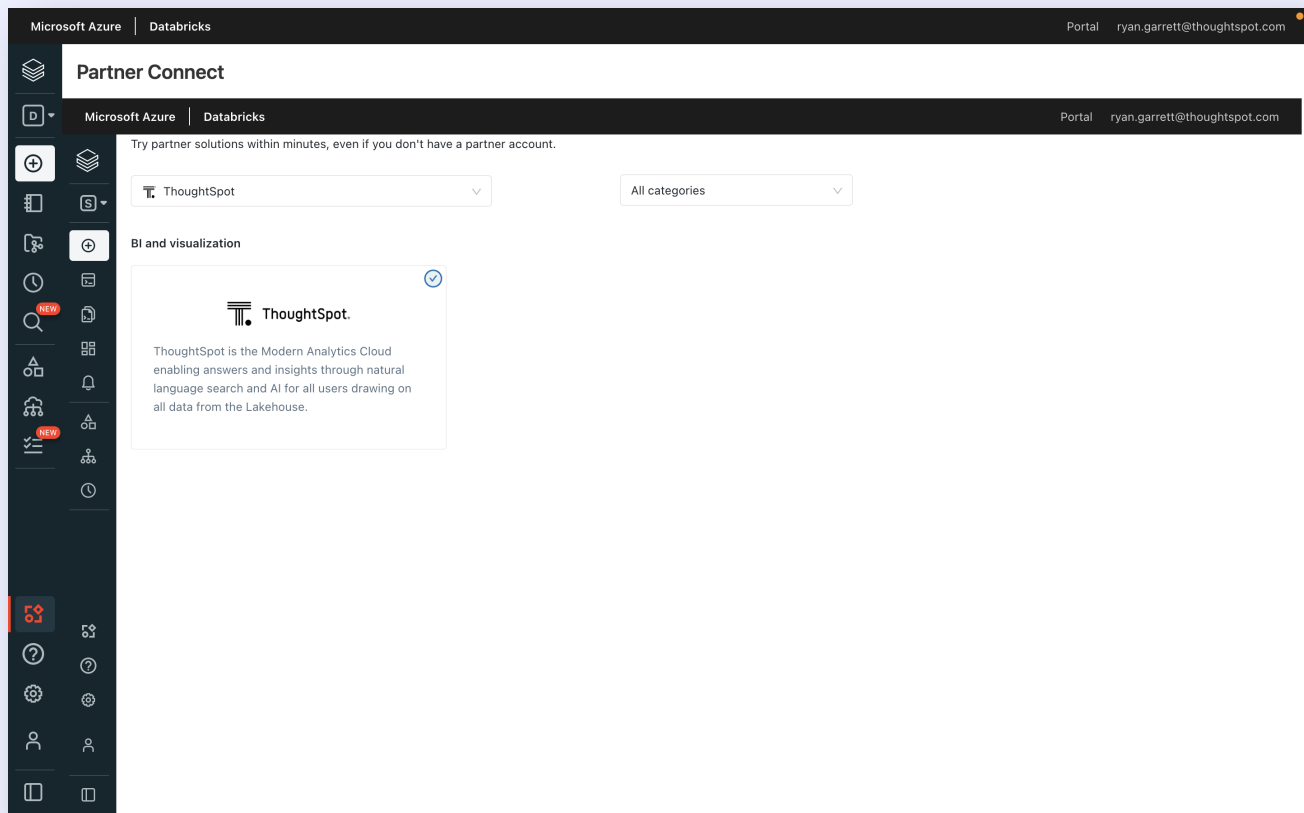 Microsoft Azure Databricks Portal ryan.garrett@thoughtspot.com
Partner Connect
D
Microsoft Azure Databricks Portal ryan.garrett@thoughtspot.com
Try partner solutions within minutes, even if you don't have a partner account.
ThoughtSpot All categories
S
BI and visualization
NEW
ThoughtSpot.
ThoughtSpot is the Modern Analytics Cloud
enabling answers and insights through natural
language search and AI for all users drawing on
all data from the Lakehouse.
NEW